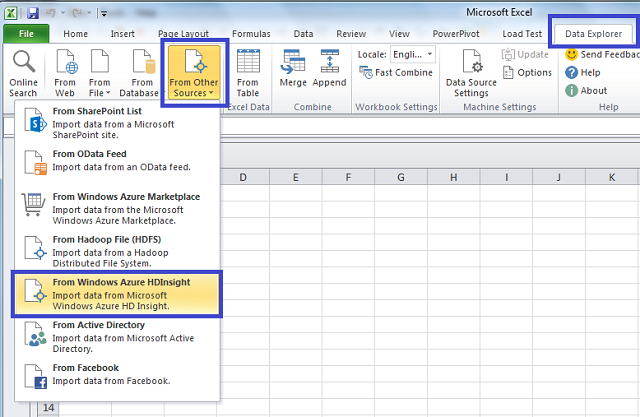 Microsoft Excel
File Home Insert Page Layout Formulas Data Review View PowerPivot Load Test Data Explorer
Online Search
From Web
From File
From Database
From Other Sources
From Table
Merge
Append
Locale: Engli...
Fast Combine
Data Source Settings
Update
Options
Send Feedbac
Help
About
Excel Data Combine Workbook Settings Machine Settings Help
From SharePoint List
Import data from a Microsoft
SharePoint site.
From OData Feed
Import data from an OData feed.
From Windows Azure Marketplace
Import data from the Microsoft
Windows Azure Marketplace.
From Hadoop File (HDFS)
Import data from a Hadoop
Distributed File System.
From Windows Azure HDInsight
Import data from Microsoft
Windows Azure HD Insight.
From Active Directory
Import data from Microsoft Active
Directory.
From Facebook
Import data from Facebook.
D E F G H I J K
14